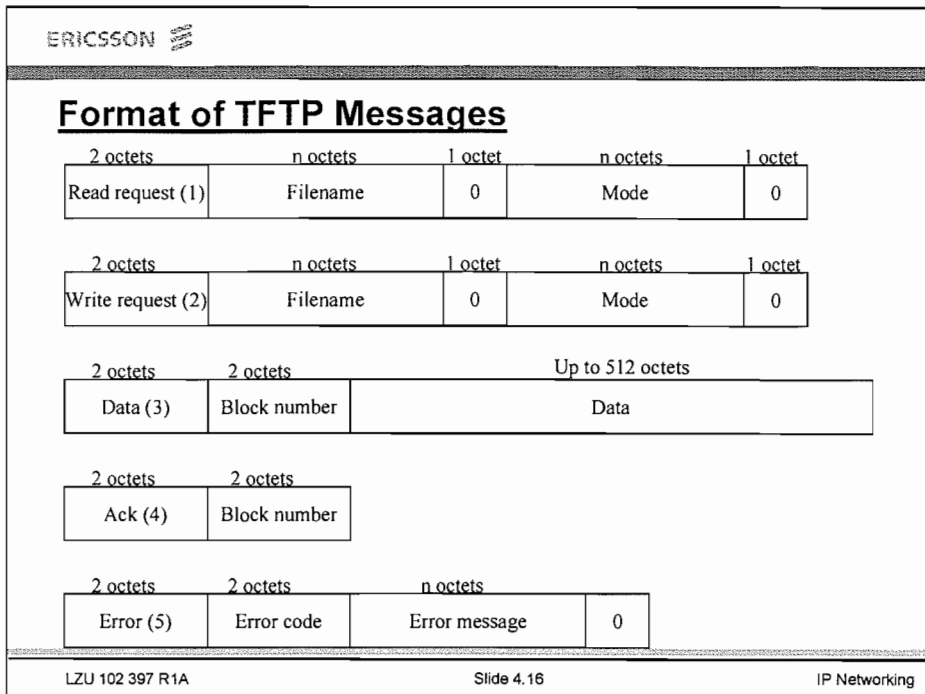 ERICSSON
Format of TFTP Messages
2 octets n octets 1 octet n octets 1 octet
Read request (1) Filename 0 Mode 0
2 octets n octets 1 octet n octets 1 octet
Write request (2) Filename 0 Mode 0
2 octets 2 octets Up to 512 octets
Data (3) Block number Data
2 octets 2 octets
Ack (4) Block number
2 octets 2 octets n octets
Error (5) Error code Error message 0
LZU 102 397 R1A Slide 4.16 IP Networking